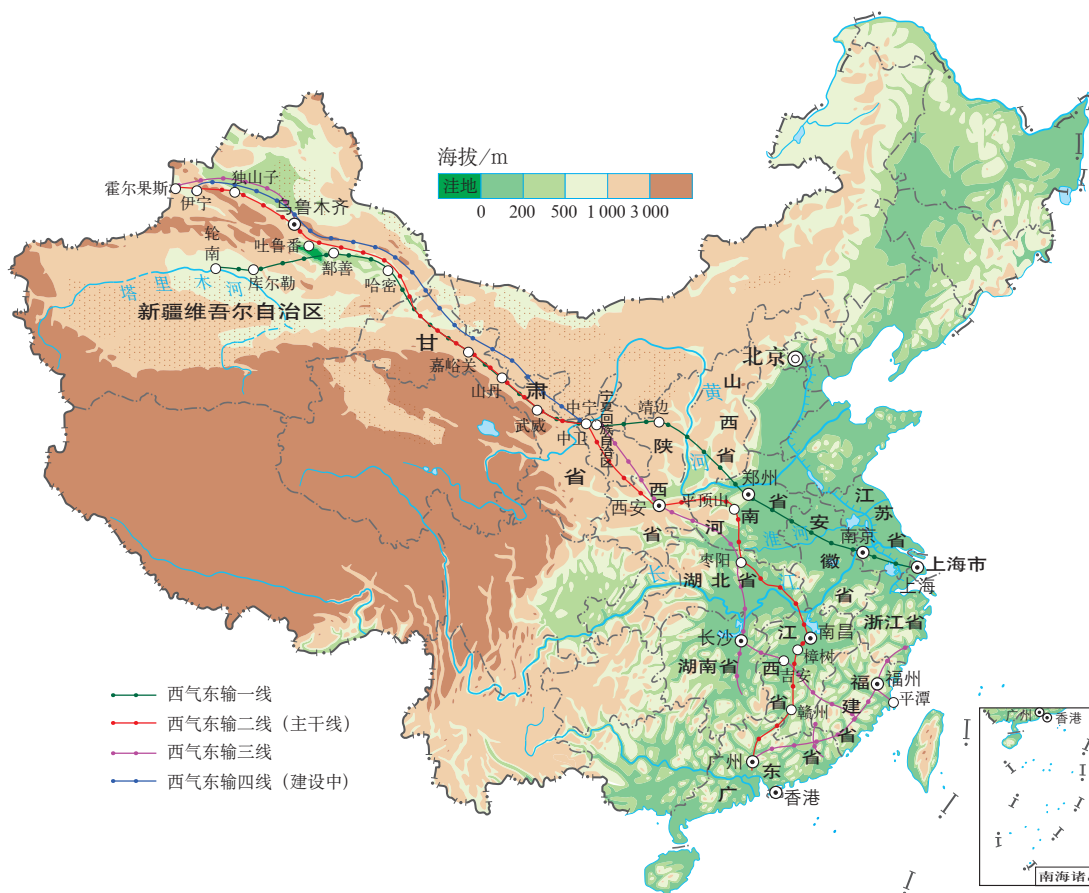 海拔/m
洼地
0 200 500 1 000 3 000
霍尔果斯
伊宁
独山子
乌鲁木齐
吐鲁番
轮南
库尔勒
鄯善
哈密
塔里木河
新疆维吾尔自治区
甘肃省
嘉峪关
山丹
武威
中宁
中卫
宁夏回族自治区
靖边
陕西省
山西省
黄河
北京
郑州
西安
平顶山
河南省
江苏省
安徽省
淮河
南京
上海市
上海
枣阳
湖北省
长江
浙江省
长沙
湖南省
江西省
南昌
樟树
吉安
赣州
福建省
福州
平潭
广州
广东省
香港
西气东输一线
西气东输二线（主干线）
西气东输三线
西气东输四线（建设中）
广州
香港
南海诸